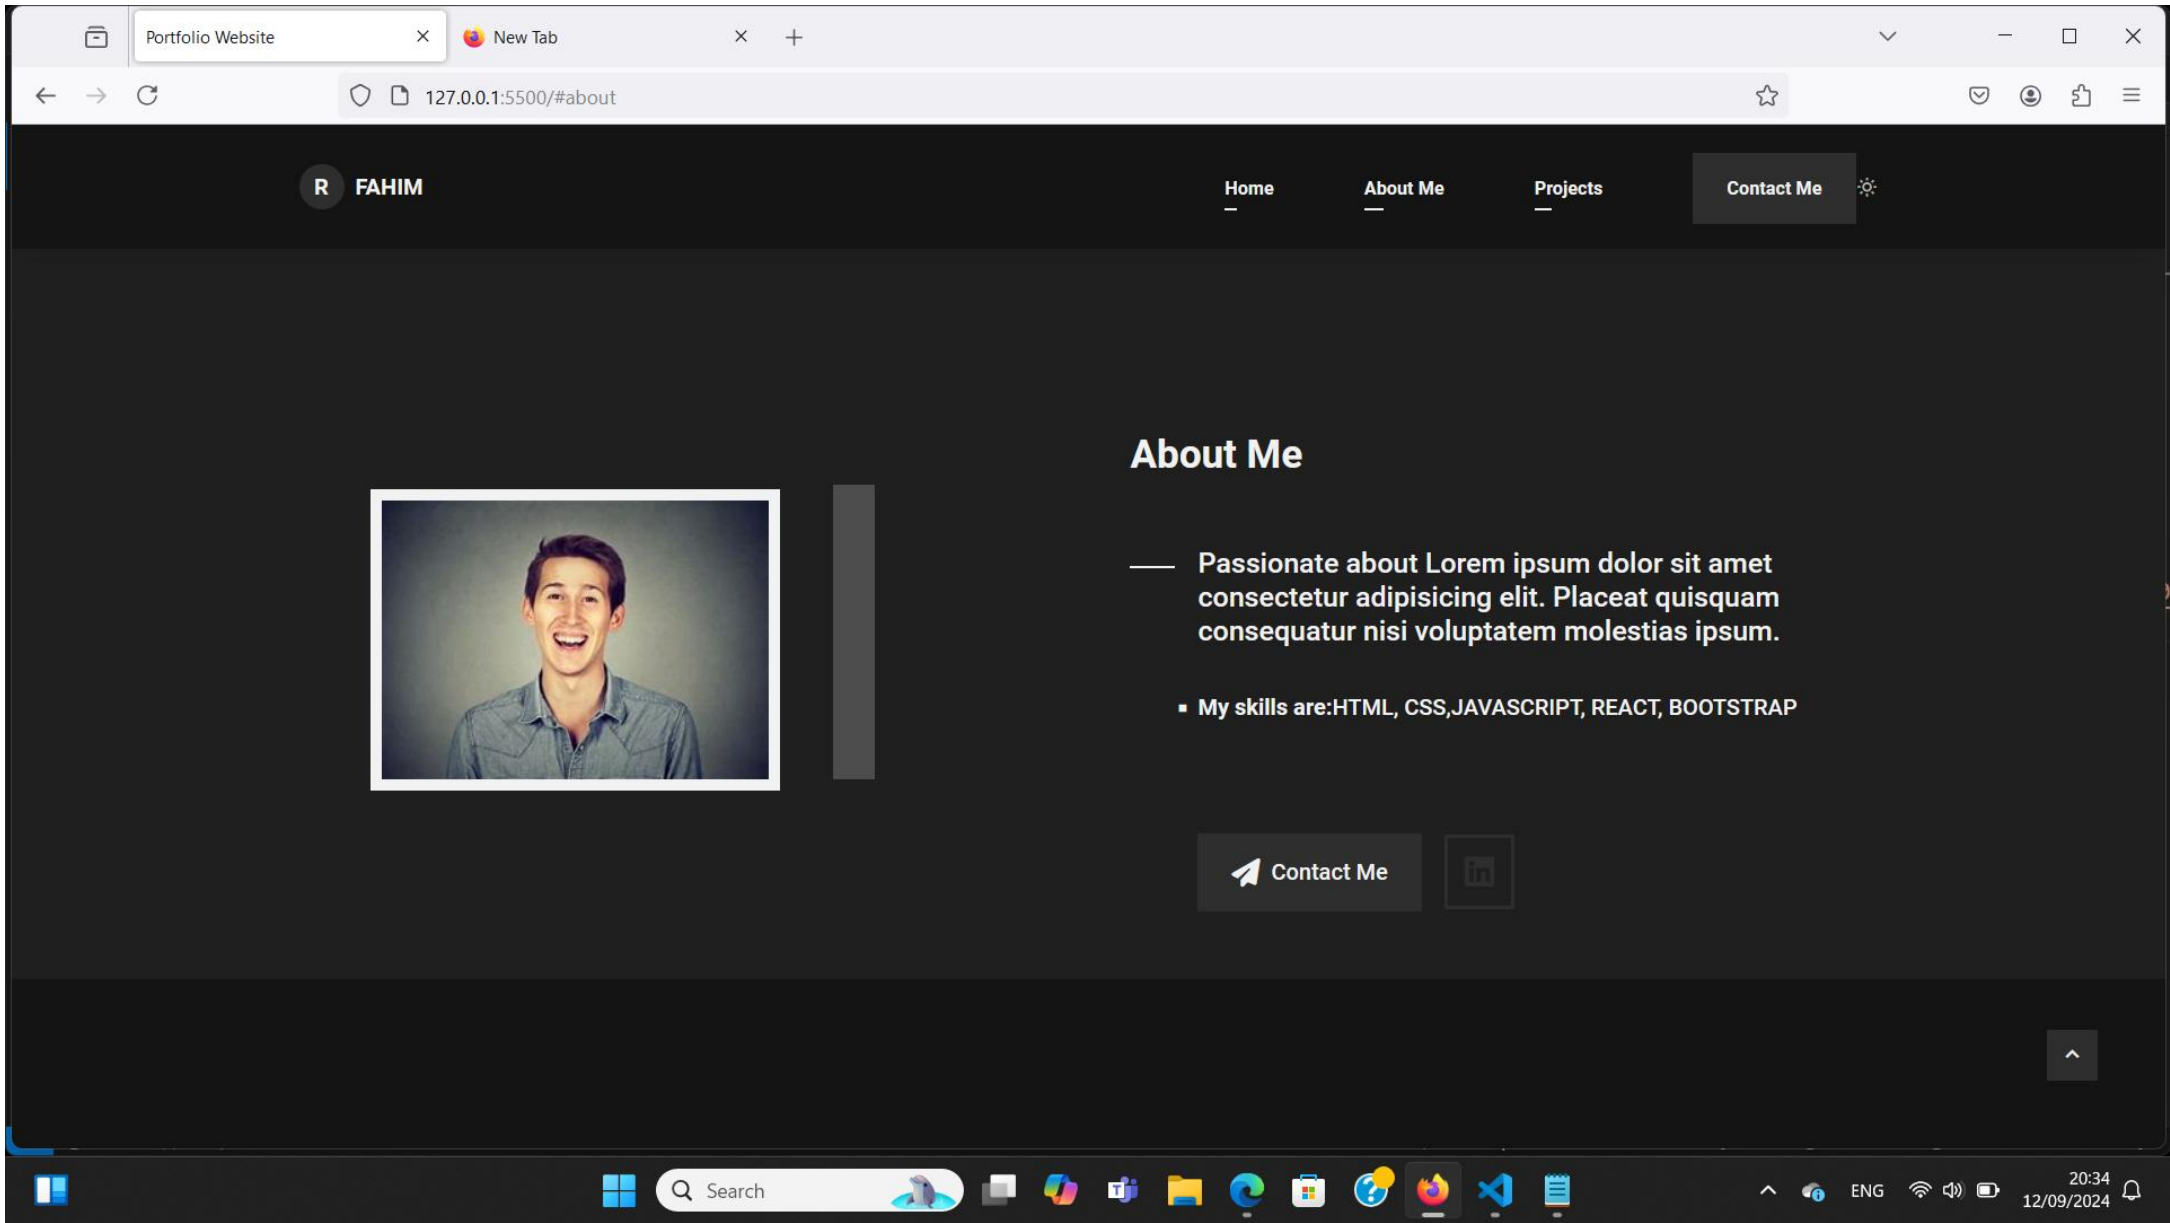 Portfolio Website
New Tab
127.0.0.1:5500/#about
R FAHIM
Home
About Me
Projects
Contact Me
About Me
Passionate about Lorem ipsum dolor sit amet
consectetur adipisicing elit. Placeat quisquam
consequatur nisi voluptatem molestias ipsum.
My skills are:HTML, CSS,JAVASCRIPT, REACT, BOOTSTRAP
Contact Me
in
Search
ENG
20:34
12/09/2024